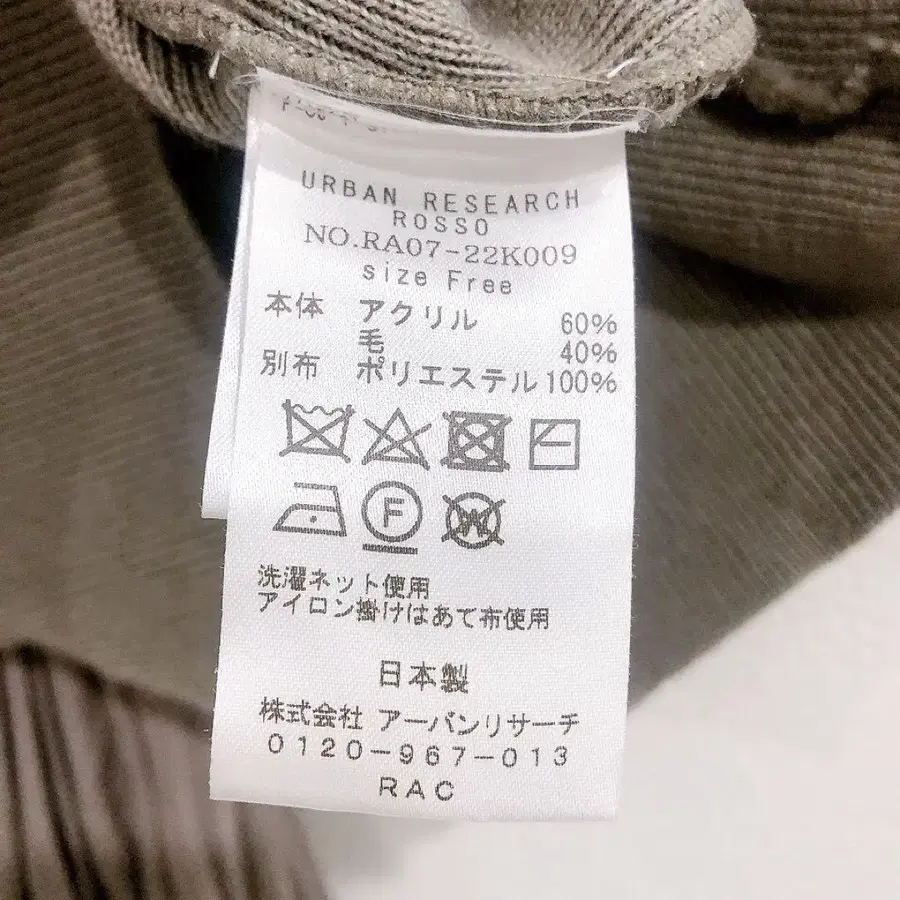 URBAN RESEARCH
ROSSO
NO.RA07-22K009
size Free
本体 アクリル 60%
毛 40%
別布 ポリエステル 100%
F
W
洗濯ネット使用
アイロン掛けはあて布使用
日本製
株式会社 アーバンリサーチ
0120-967-013
RAC